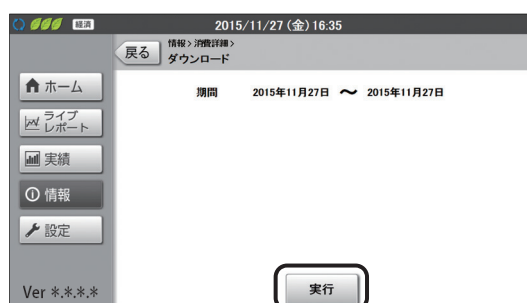 経済
2015/11/27 (金) 16:35
戻る
情報 > 消費詳細 >
ダウンロード
ホーム
ライブ
レポート
実績
情報
設定
期間 2015年11月27日 〜 2015年11月27日
実行
Ver *.*.*.*